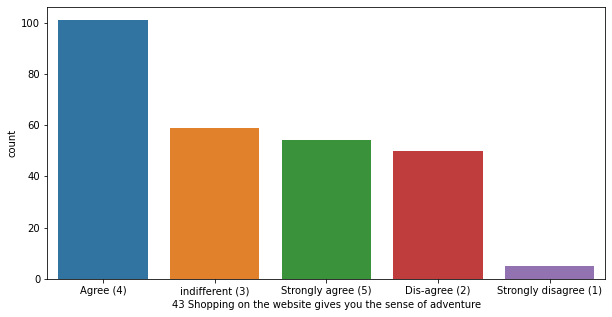 100
80
60
40
20
0
count
Agree (4) indifferent (3) Strongly agree (5) Dis-agree (2) Strongly disagree (1)
43 Shopping on the website gives you the sense of adventure